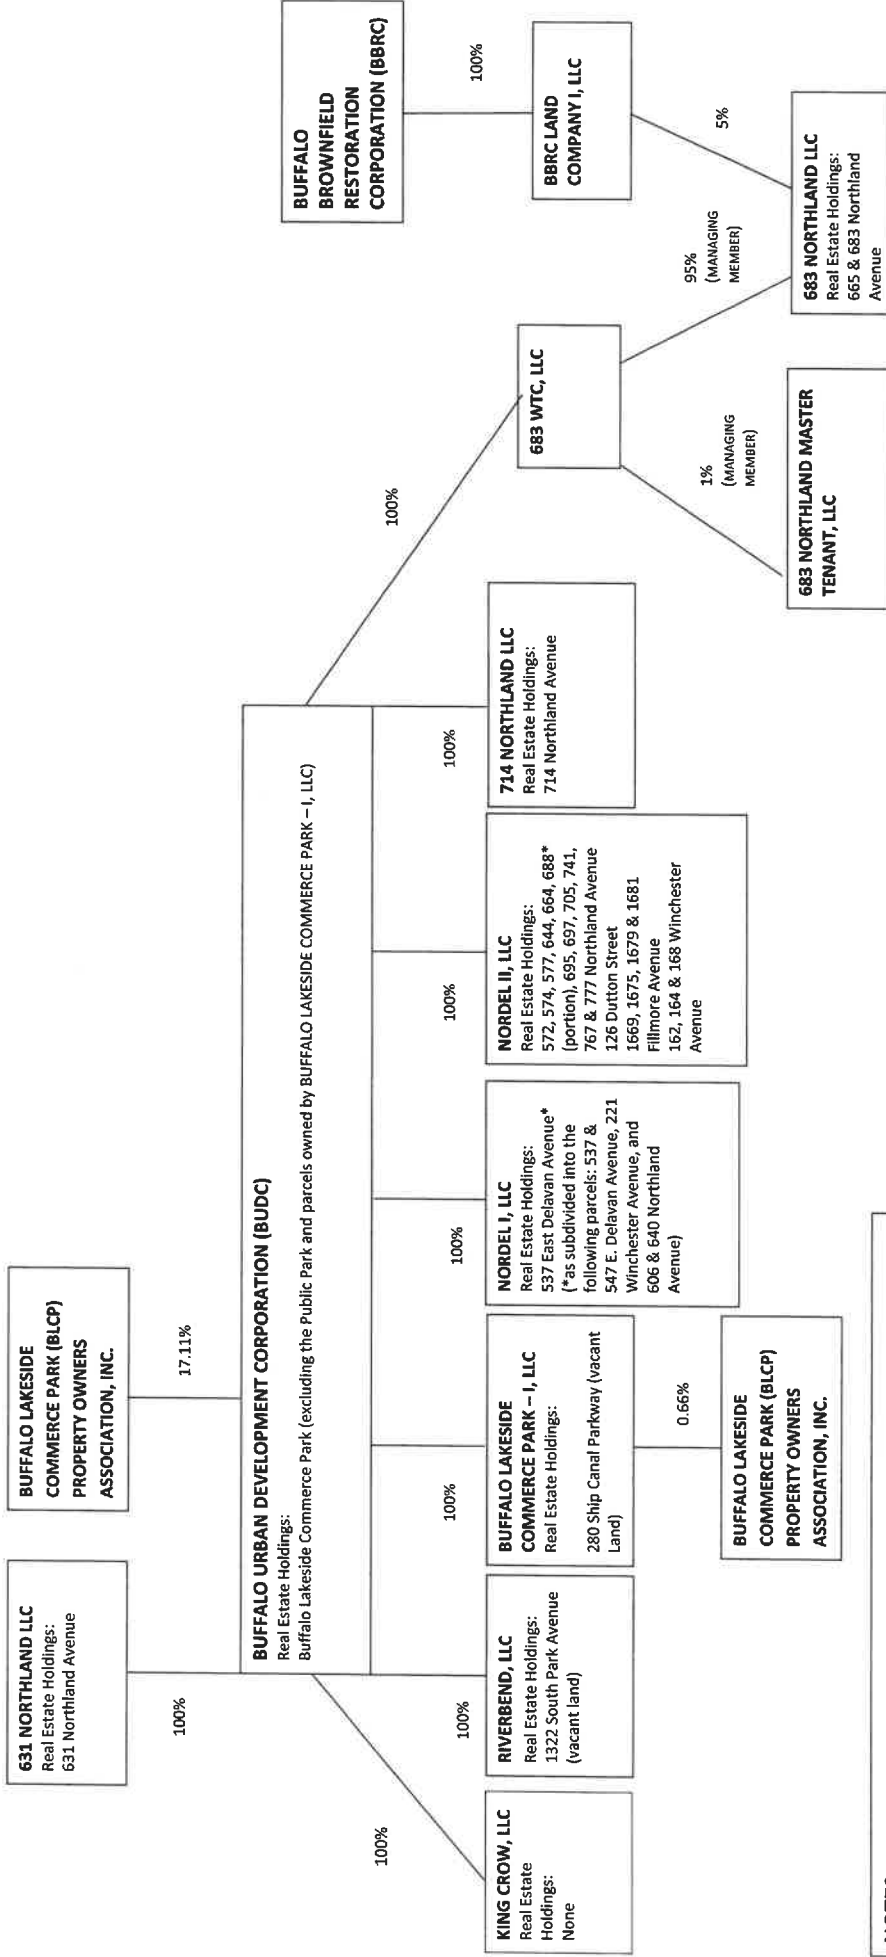 631 NORTHLAND LLC
Real Estate Holdings:
631 Northland Avenue
BUFFALO LAKESIDE
COMMERCE PARK (BLCP)
PROPERTY OWNERS
ASSOCIATION, INC.
100%
17.11%
BUFFALO URBAN DEVELOPMENT CORPORATION (BUDC)
Real Estate Holdings:
Buffalo Lakeside Commerce Park (excluding the Public Park and parcels owned by BUFFALO LAKESIDE COMMERCE PARK – I, LLC)
BUFFALO
BROWNFIELD
RESTORATION
CORPORATION (BBRC)
100%
100%
100%
100%
100%
100%
100%
100%
KING CROW, LLC
Real Estate
Holdings:
None
RIVERBEND, LLC
Real Estate Holdings:
1322 South Park Avenue
(vacant land)
BUFFALO LAKESIDE
COMMERCE PARK – I, LLC
Real Estate Holdings:
280 Ship Canal Parkway (vacant
Land)
NORDEL I, LLC
Real Estate Holdings:
537 East Delavan Avenue*
(*as subdivided into the
following parcels: 537 &
547 E. Delavan Avenue, 221
Winchester Avenue, and
606 & 640 Northland
Avenue)
NORDEL II, LLC
Real Estate Holdings:
572, 574, 577, 644, 664, 688*
(portion), 695, 697, 705, 741,
767 & 777 Northland Avenue
126 Dutton Street
1669, 1675, 1679 & 1681
Fillmore Avenue
162, 164 & 168 Winchester
Avenue
714 NORTHLAND LLC
Real Estate Holdings:
714 Northland Avenue
683 WTC, LLC
BBRC LAND
COMPANY I, LLC
0.66%
1%
(MANAGING
MEMBER)
95%
(MANAGING
MEMBER)
5%
BUFFALO LAKESIDE
COMMERCE PARK (BLCP)
PROPERTY OWNERS
ASSOCIATION, INC.
683 NORTHLAND MASTER
TENANT, LLC
683 NORTHLAND LLC
Real Estate Holdings:
665 & 683 Northland
Avenue